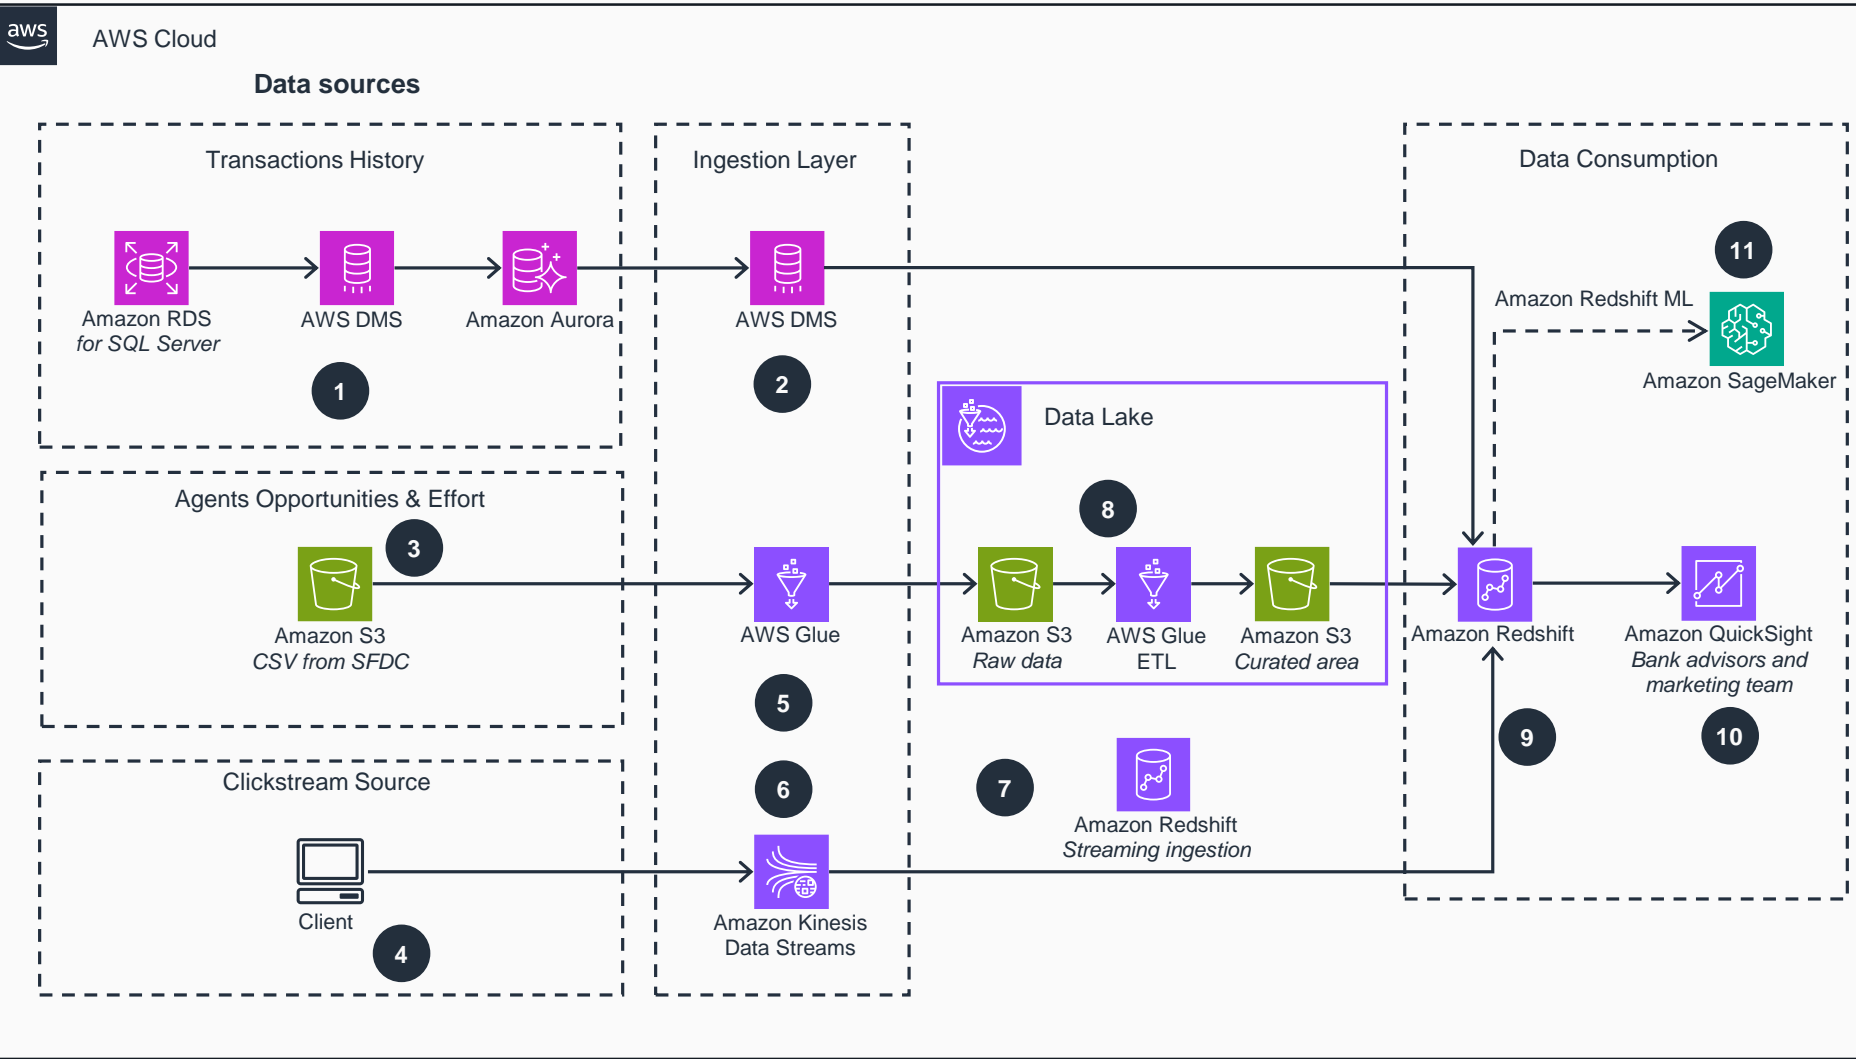 aws
AWS Cloud
Data sources
Transactions History
Amazon RDS
for SQL Server
AWS DMS
Amazon Aurora
1
Ingestion Layer
AWS DMS
2
Agents Opportunities & Effort
3
Amazon S3
CSV from SFDC
AWS Glue
5
6
Clickstream Source
Client
4
Amazon Kinesis
Data Streams
Data Lake
8
Amazon S3
Raw data
AWS Glue
ETL
Amazon S3
Curated area
7
Amazon Redshift
Streaming ingestion
Data Consumption
11
Amazon Redshift ML
Amazon SageMaker
Amazon Redshift
9
Amazon QuickSight
Bank advisors and
marketing team
10